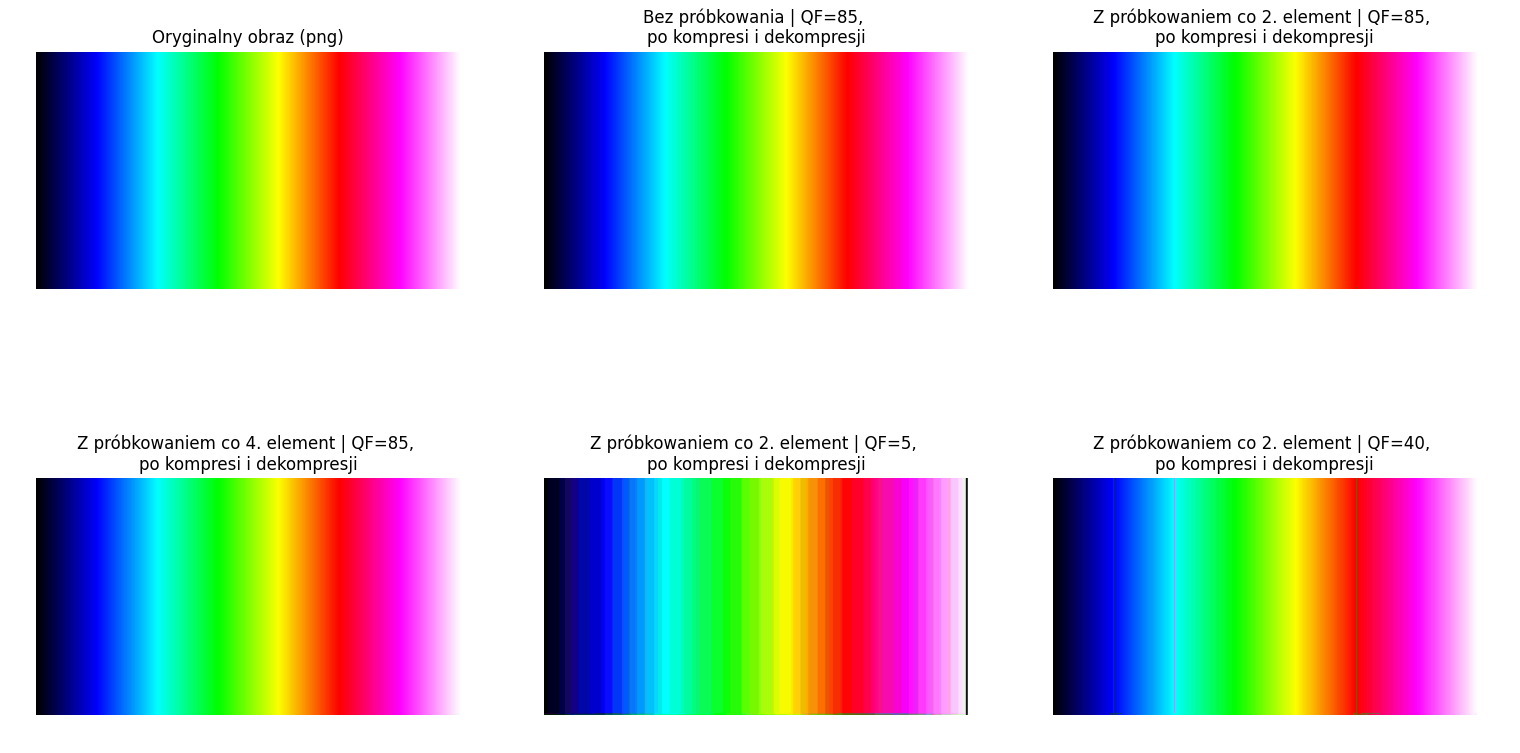 Oryginalny obraz (png)
Bez próbkowania | QF=85,
po kompresi i dekompresji
Z próbkowaniem co 2. element | QF=85,
po kompresi i dekompresji
Z próbkowaniem co 4. element | QF=85,
po kompresi i dekompresji
Z próbkowaniem co 2. element | QF=5,
po kompresi i dekompresji
Z próbkowaniem co 2. element | QF=40,
po kompresi i dekompresji